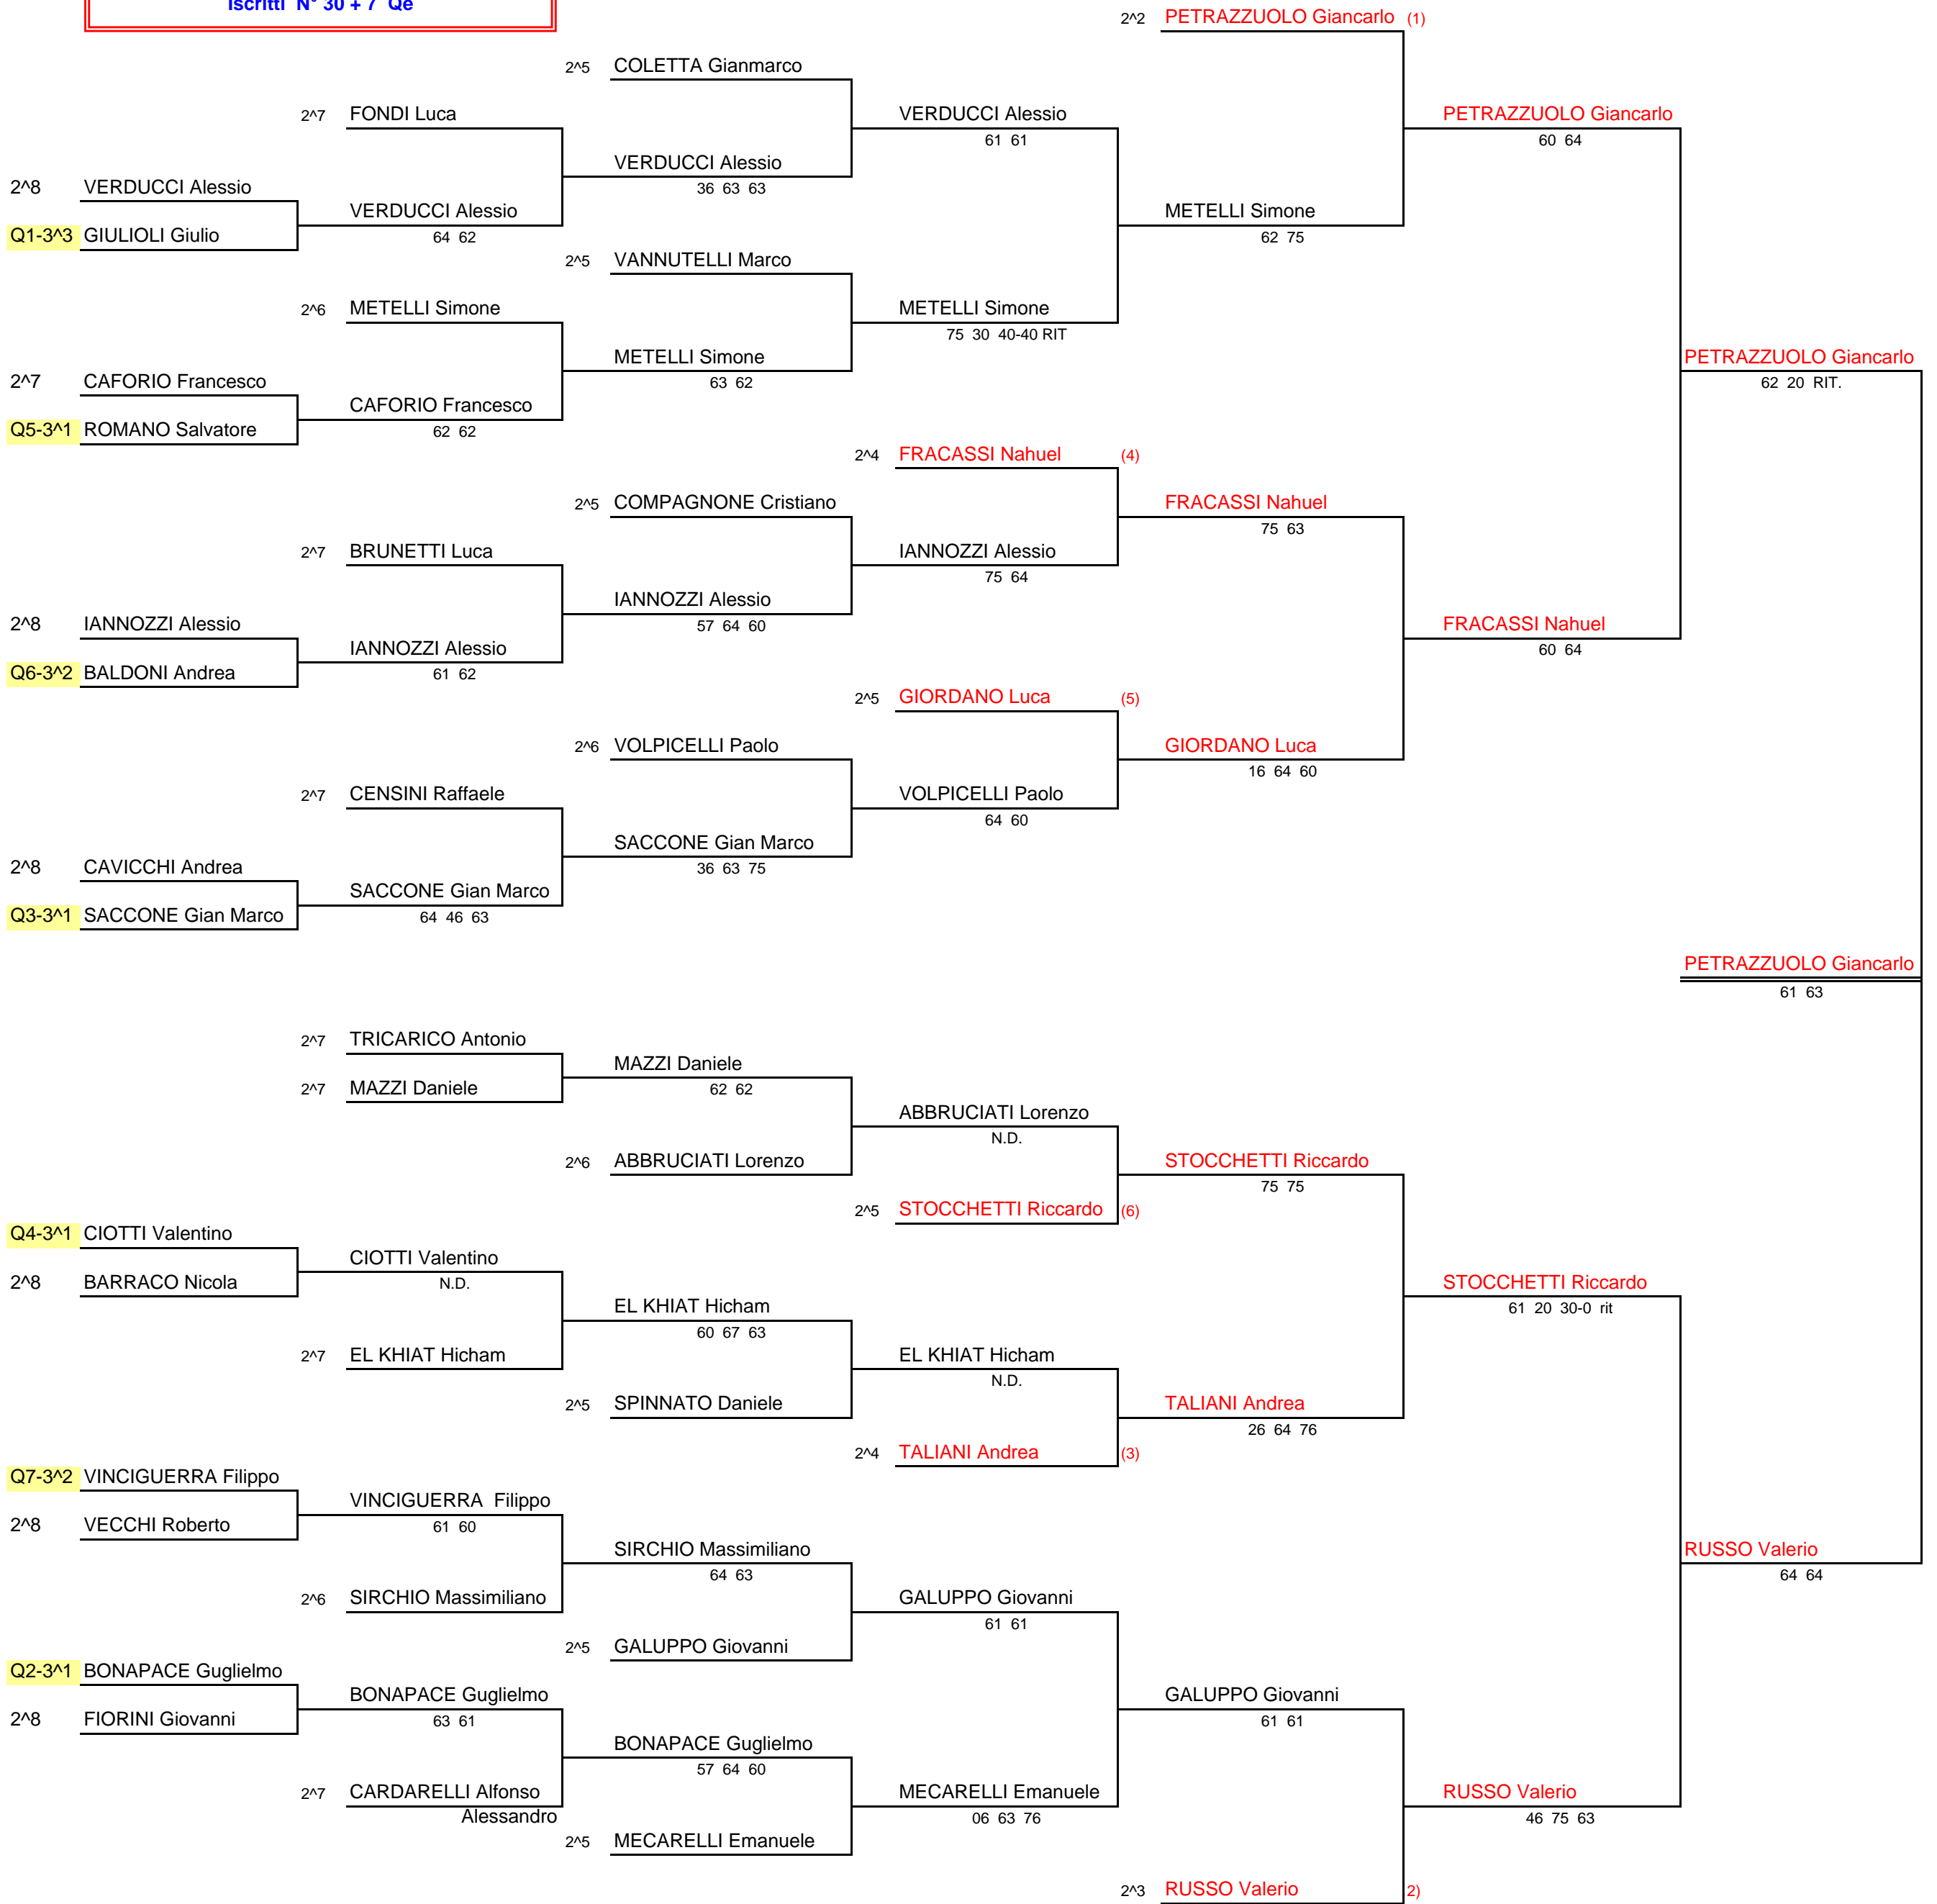 Iscritti N° 30 + 7 Qe
2^2 PETRAZZUOLO Giancarlo (1)
2^5 COLETTA Gianmarco
2^7 FONDI Luca
VERDUCCI Alessio
61 61
PETRAZZUOLO Giancarlo
60 64
VERDUCCI Alessio
36 63 63
2^8 VERDUCCI Alessio
VERDUCCI Alessio
64 62
METELLI Simone
62 75
Q1-3^3 GIULIOLI Giulio
2^5 VANNUTELLI Marco
2^6 METELLI Simone
METELLI Simone
75 30 40-40 RIT
METELLI Simone
63 62
PETRAZZUOLO Giancarlo
62 20 RIT.
2^7 CAFORIO Francesco
CAFORIO Francesco
62 62
Q5-3^1 ROMANO Salvatore
2^4 FRACASSI Nahuel (4)
2^5 COMPAGNONE Cristiano
FRACASSI Nahuel
75 63
2^7 BRUNETTI Luca
IANNOZZI Alessio
75 64
IANNOZZI Alessio
57 64 60
2^8 IANNOZZI Alessio
FRACASSI Nahuel
60 64
IANNOZZI Alessio
61 62
Q6-3^2 BALDONI Andrea
2^5 GIORDANO Luca (5)
2^6 VOLPICELLI Paolo
GIORDANO Luca
16 64 60
2^7 CENSINI Raffaele
VOLPICELLI Paolo
64 60
SACCONE Gian Marco
36 63 75
2^8 CAVICCHI Andrea
SACCONE Gian Marco
64 46 63
Q3-3^1 SACCONE Gian Marco
PETRAZZUOLO Giancarlo
61 63
2^7 TRICARICO Antonio
MAZZI Daniele
62 62
2^7 MAZZI Daniele
ABBRUCIATI Lorenzo
N.D.
2^6 ABBRUCIATI Lorenzo
STOCCHETTI Riccardo
75 75
2^5 STOCCHETTI Riccardo (6)
Q4-3^1 CIOTTI Valentino
CIOTTI Valentino
N.D.
2^8 BARRACO Nicola
STOCCHETTI Riccardo
61 20 30-0 rit
EL KHIAT Hicham
60 67 63
2^7 EL KHIAT Hicham
EL KHIAT Hicham
N.D.
2^5 SPINNATO Daniele
TALIANI Andrea
26 64 76
2^4 TALIANI Andrea (3)
Q7-3^2 VINCIGUERRA Filippo
VINCIGUERRA Filippo
61 60
2^8 VECCHI Roberto
SIRCHIO Massimiliano
64 63
RUSSO Valerio
64 64
2^6 SIRCHIO Massimiliano
GALUPPO Giovanni
61 61
2^5 GALUPPO Giovanni
Q2-3^1 BONAPACE Guglielmo
BONAPACE Guglielmo
63 61
GALUPPO Giovanni
61 61
2^8 FIORINI Giovanni
BONAPACE Guglielmo
57 64 60
2^7 CARDARELLI Alfonso
Alessandro
MECARELLI Emanuele
06 63 76
RUSSO Valerio
46 75 63
2^5 MECARELLI Emanuele
2^3 RUSSO Valerio 2)